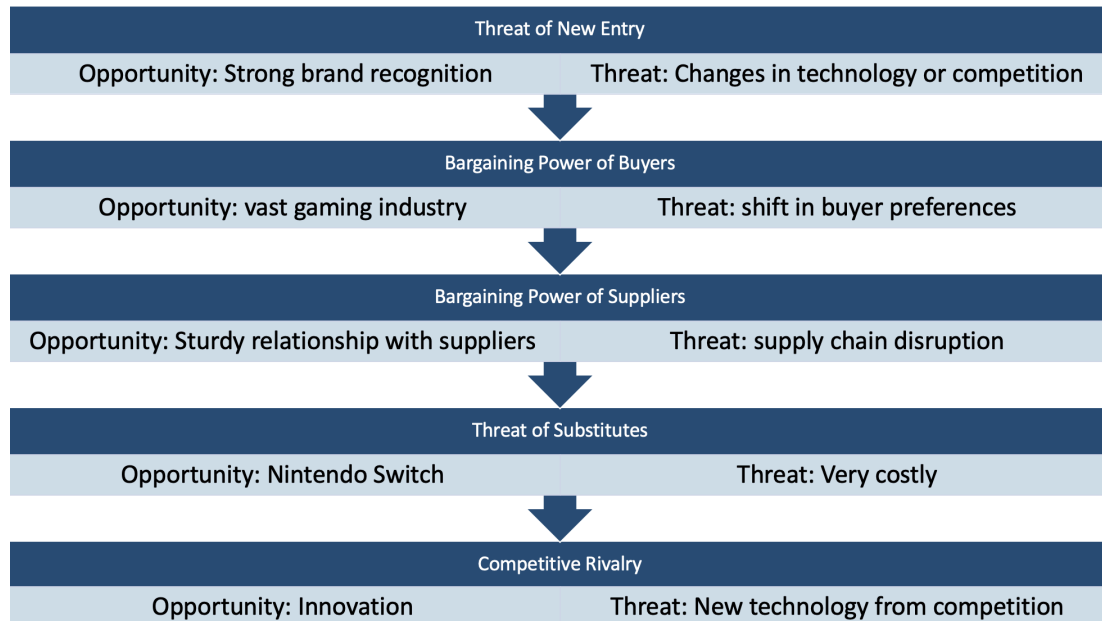 Threat of New Entry
Opportunity: Strong brand recognition
Threat: Changes in technology or competition
Bargaining Power of Buyers
Opportunity: vast gaming industry
Threat: shift in buyer preferences
Bargaining Power of Suppliers
Opportunity: Sturdy relationship with suppliers
Threat: supply chain disruption
Threat of Substitutes
Opportunity: Nintendo Switch
Threat: Very costly
Competitive Rivalry
Opportunity: Innovation
Threat: New technology from competition